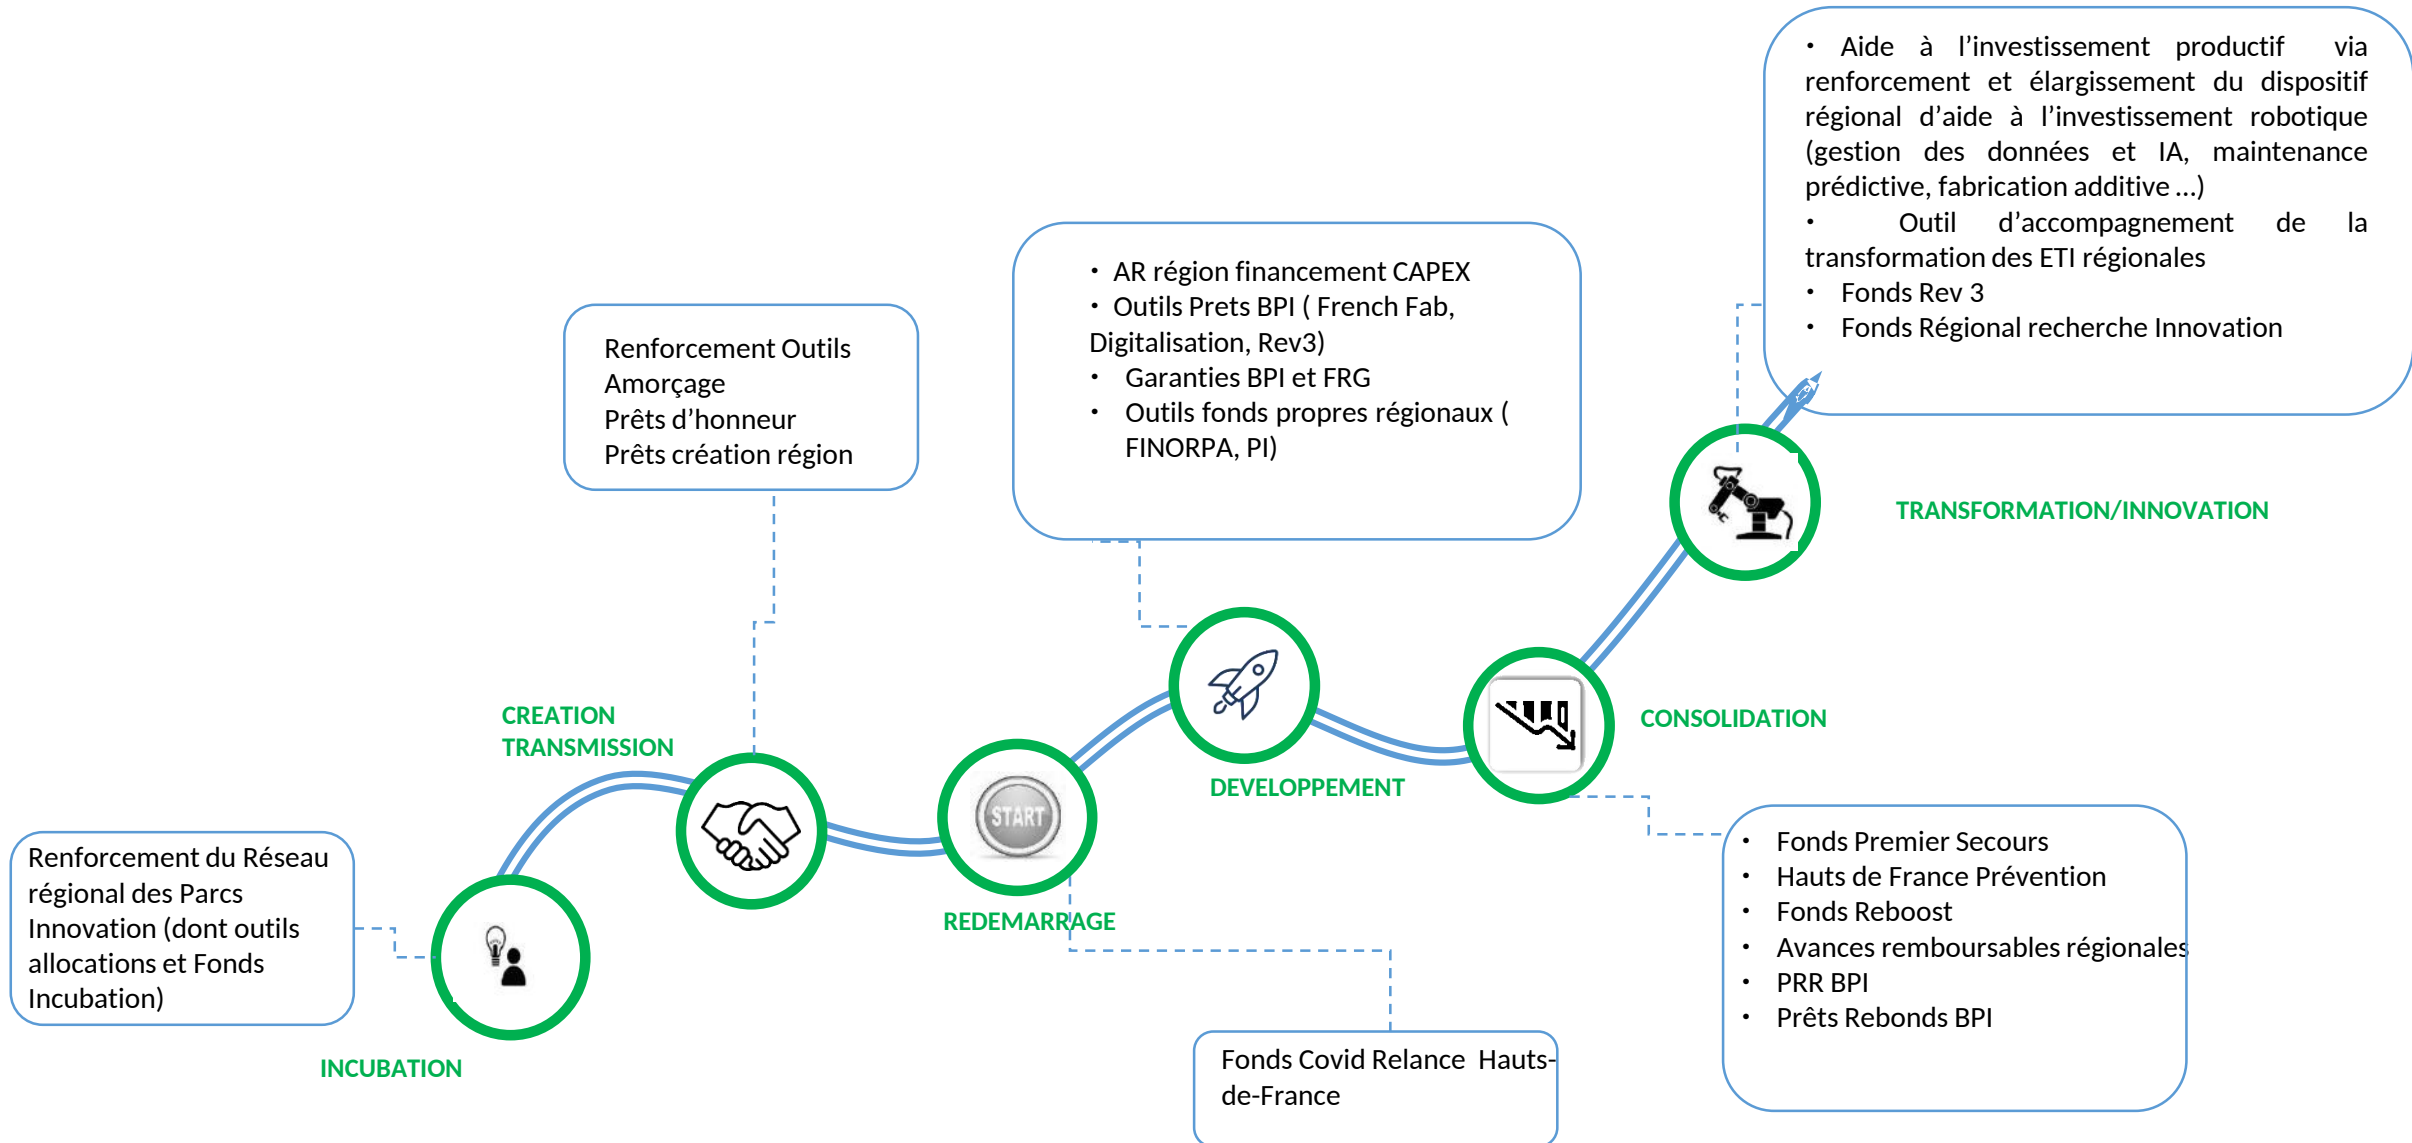 • Aide à l’investissement productif via
renforcement et élargissement du dispositif
régional d’aide à l’investissement robotique
(gestion des données et IA, maintenance
prédictive, fabrication additive …)
• Outil d’accompagnement de la
transformation des ETI régionales
• Fonds Rev 3
• Fonds Régional recherche Innovation
• AR région financement CAPEX
• Outils Prets BPI ( French Fab,
Digitalisation, Rev3)
• Garanties BPI et FRG
• Outils fonds propres régionaux (
FINORPA, PI)
Renforcement Outils
Amorçage
Prêts d’honneur
Prêts création région
TRANSFORMATION/INNOVATION
CREATION
TRANSMISSION
CONSOLIDATION
DEVELOPPEMENT
START
REDEMARRAGE
Renforcement du Réseau
régional des Parcs
Innovation (dont outils
allocations et Fonds
Incubation)
INCUBATION
• Fonds Premier Secours
• Hauts de France Prévention
• Fonds Reboost
• Avances remboursables régionales
• PRR BPI
• Prêts Rebonds BPI
Fonds Covid Relance Hauts-
de-France